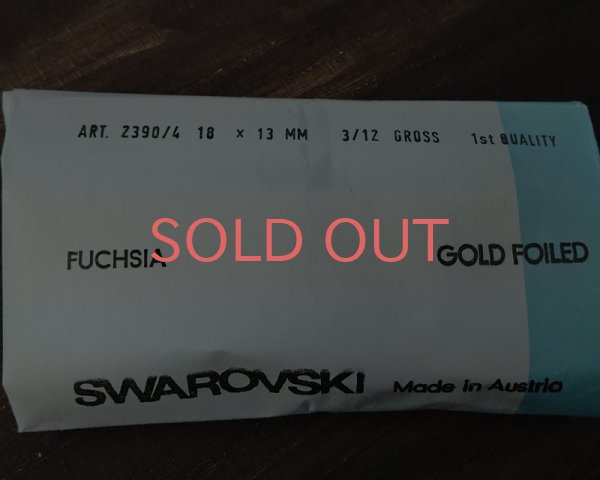 ART. 2390/4 18 × 13 MM 3/12 GROSS 1st QUALITY
SOLD OUT
FUCHSIA GOLD FOILED
SWAROVSKI Made in Austria